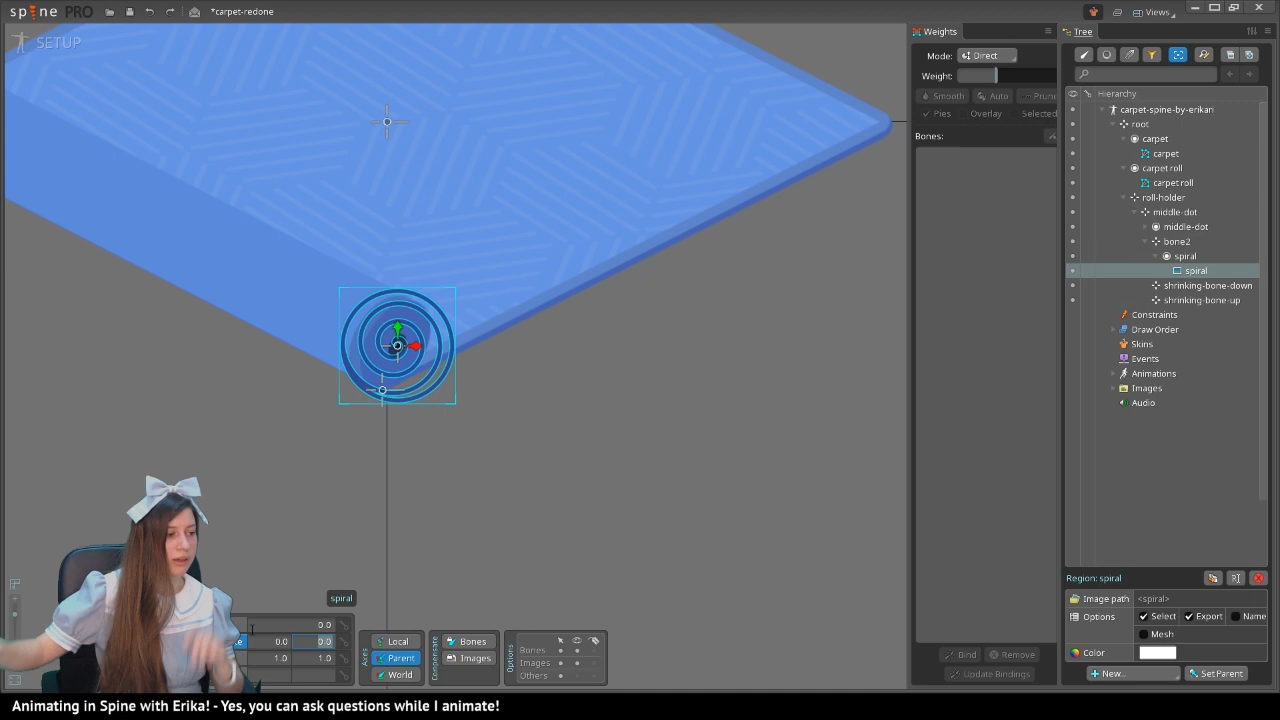 spine PRO
*carpet-redone
Views
SETUP
Weights
Tree
Mode:
Direct
Weight:
Smooth
Auto
Prune
Pies
Overlay
Selected
Bones:
Hierarchy
carpet-spine-by-erikari
root
carpet
carpet
carpet roll
carpet roll
roll-holder
middle-dot
middle-dot
bone2
spiral
spiral
shrinking-bone-down
shrinking-bone-up
Constraints
Draw Order
Skins
Events
Animations
Images
Audio
Region: spiral
Image path
<spiral>
Options
Select
Export
Name
Mesh
Color
New...
Set Parent
Bind
Remove
Update Bindings
spiral
0.0
0.0
0.0
1.0
1.0
Axes
Local
Parent
World
Compensate
Bones
Images
Options
Bones
Images
Others
Animating in Spine with Erika! - Yes, you can ask questions while I animate!